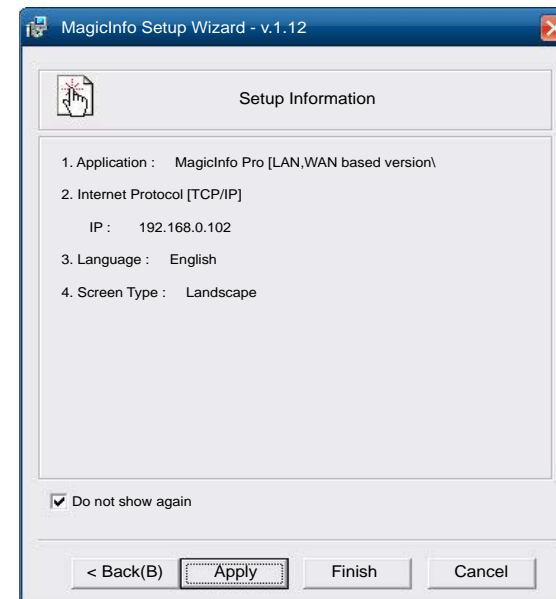 MagicInfo Setup Wizard - v.1.12
Setup Information
1. Application : MagicInfo Pro [LAN,WAN based version\
2. Internet Protocol [TCP/IP]
IP : 192.168.0.102
3. Language : English
4. Screen Type : Landscape
Do not show again
< Back(B) Apply Finish Cancel